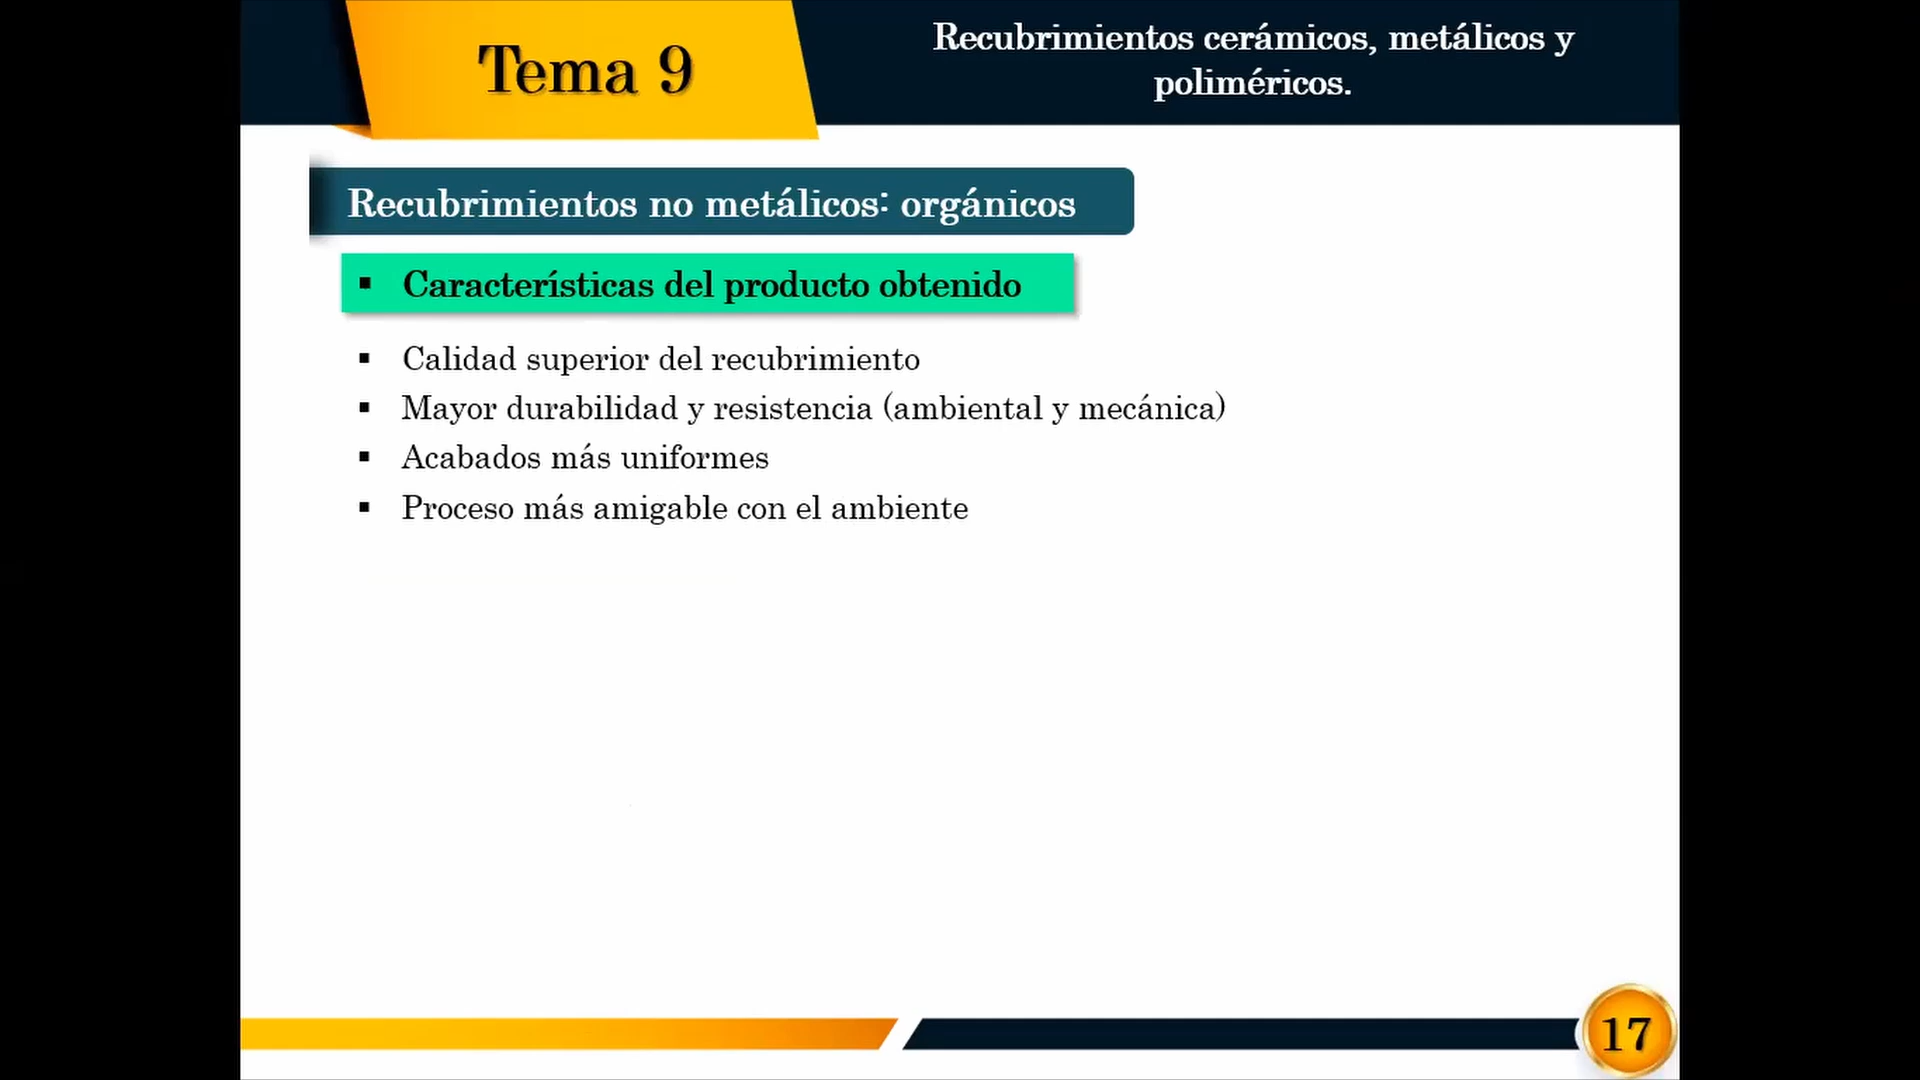 Tema 9
Recubrimientos cerámicos, metálicos y
poliméricos.
Recubrimientos no metálicos: orgánicos
▪ Características del producto obtenido
▪ Calidad superior del recubrimiento
▪ Mayor durabilidad y resistencia (ambiental y mecánica)
▪ Acabados más uniformes
▪ Proceso más amigable con el ambiente
17